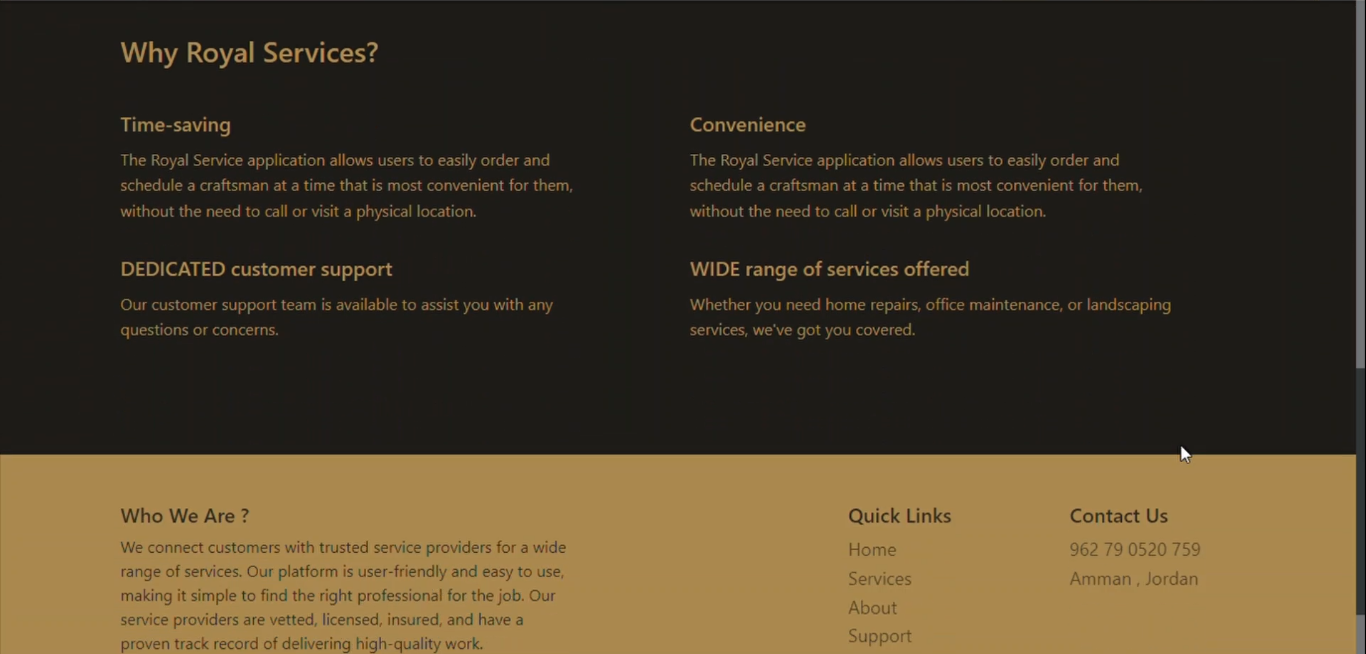 Why Royal Services?
Time-saving
The Royal Service application allows users to easily order and
schedule a craftsman at a time that is most convenient for them,
without the need to call or visit a physical location.
Convenience
The Royal Service application allows users to easily order and
schedule a craftsman at a time that is most convenient for them,
without the need to call or visit a physical location.
DEDICATED customer support
Our customer support team is available to assist you with any
questions or concerns.
WIDE range of services offered
Whether you need home repairs, office maintenance, or landscaping
services, we've got you covered.
Who We Are ?
We connect customers with trusted service providers for a wide
range of services. Our platform is user-friendly and easy to use,
making it simple to find the right professional for the job. Our
service providers are vetted, licensed, insured, and have a
proven track record of delivering high-quality work.
Quick Links
Home
Services
About
Support
Contact Us
962 79 0520 759
Amman , Jordan